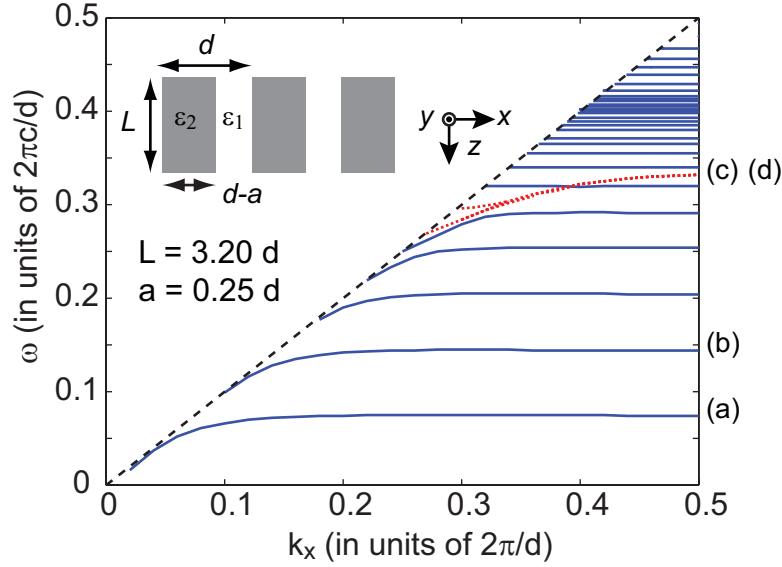 0.5
d
L
ε2
ε1
y
x
z
d-a
0.4
(c) (d)
0.3
L = 3.20 d
a = 0.25 d
ω (in units of 2πc/d)
0.2
(b)
0.1
(a)
0
0 0.1 0.2 0.3 0.4 0.5
kx (in units of 2π/d)